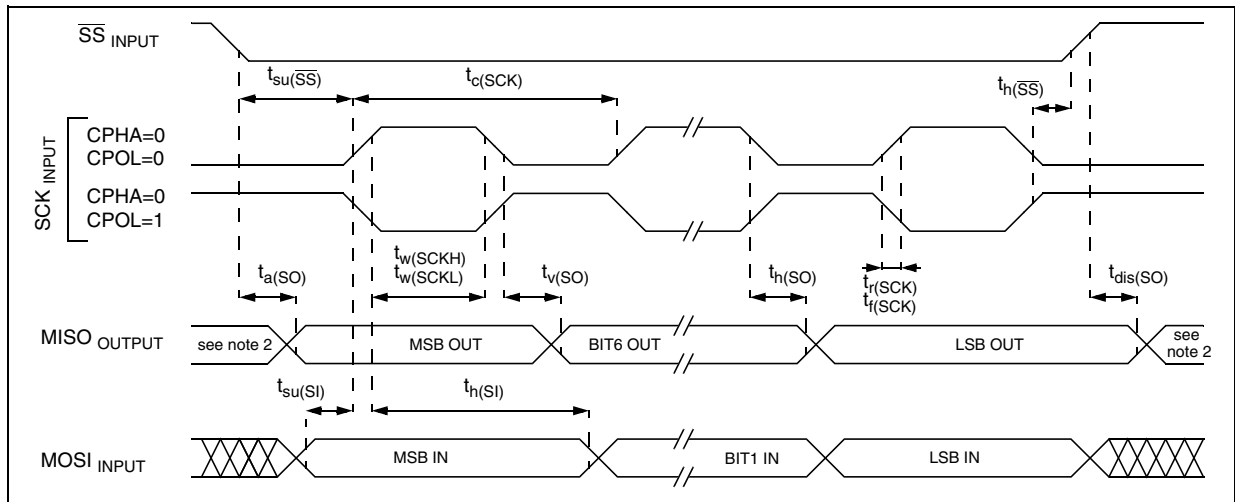 SS INPUT
tsu(SS)
tc(SCK)
th(SS)
SCK INPUT
CPHA=0
CPOL=0
CPHA=0
CPOL=1
ta(SO)
tw(SCKH)
tw(SCKL)
tv(SO)
th(SO)
tr(SCK)
tf(SCK)
tdis(SO)
MISO OUTPUT
see note 2
MSB OUT
BIT6 OUT
LSB OUT
see
note 2
tsu(SI)
th(SI)
MOSI INPUT
MSB IN
BIT1 IN
LSB IN